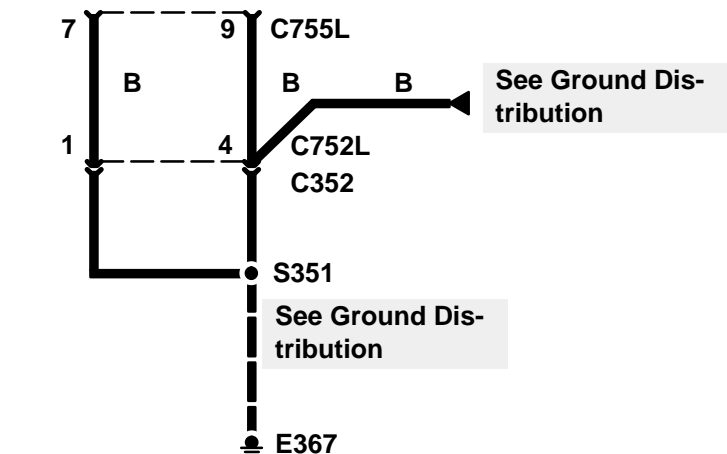 7 9 C755L
B B B
See Ground Dis-
tribution
1 4 C752L
C352
S351
See Ground Dis-
tribution
E367